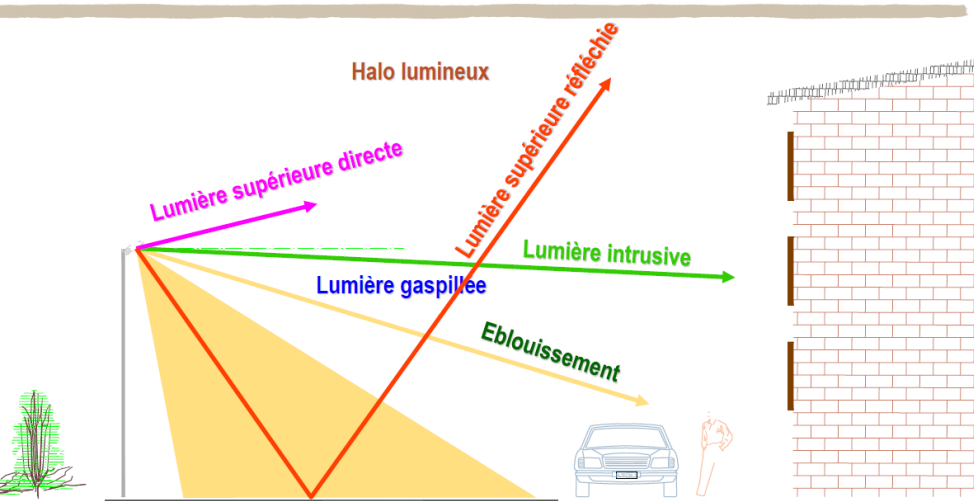 Halo lumineux
Lumière supérieure réfléchie
Lumière supérieure directe
Lumière intrusive
Lumière gaspillée
Eblouissement